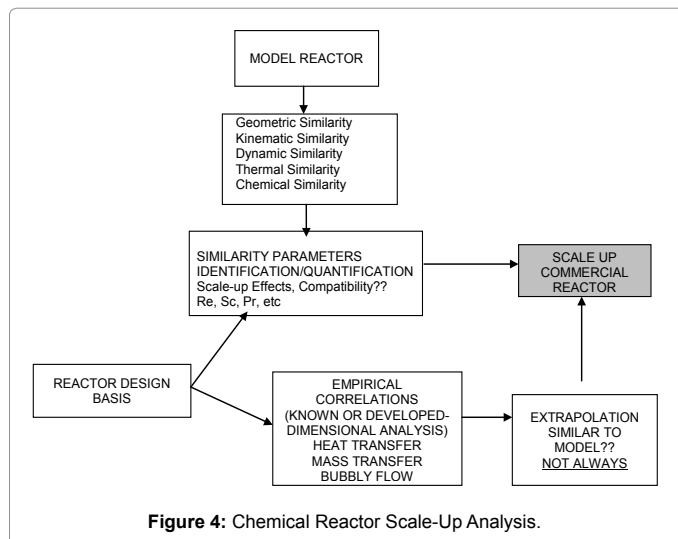 MODEL REACTOR
Geometric Similarity
Kinematic Similarity
Dynamic Similarity
Thermal Similarity
Chemical Similarity
SIMILARITY PARAMETERS
IDENTIFICATION/QUANTIFICATION
Scale-up Effects, Compatibility??
Re, Sc, Pr, etc
SCALE UP
COMMERCIAL
REACTOR
REACTOR DESIGN
BASIS
EMPIRICAL
CORRELATIONS
(KNOWN OR DEVELOPED-
DIMENSIONAL ANALYSIS)
HEAT TRANSFER
MASS TRANSFER
BUBBLY FLOW
EXTRAPOLATION
SIMILAR TO
MODEL??
NOT ALWAYS
Figure 4: Chemical Reactor Scale-Up Analysis.